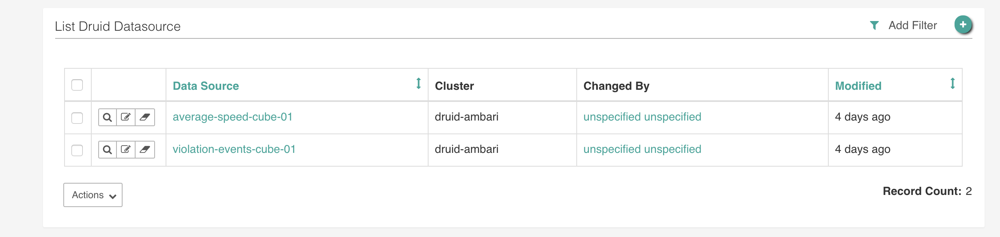 List Druid Datasource Add Filter
Data Source Cluster Changed By Modified
average-speed-cube-01 druid-ambari unspecified unspecified 4 days ago
violation-events-cube-01 druid-ambari unspecified unspecified 4 days ago
Actions Record Count: 2